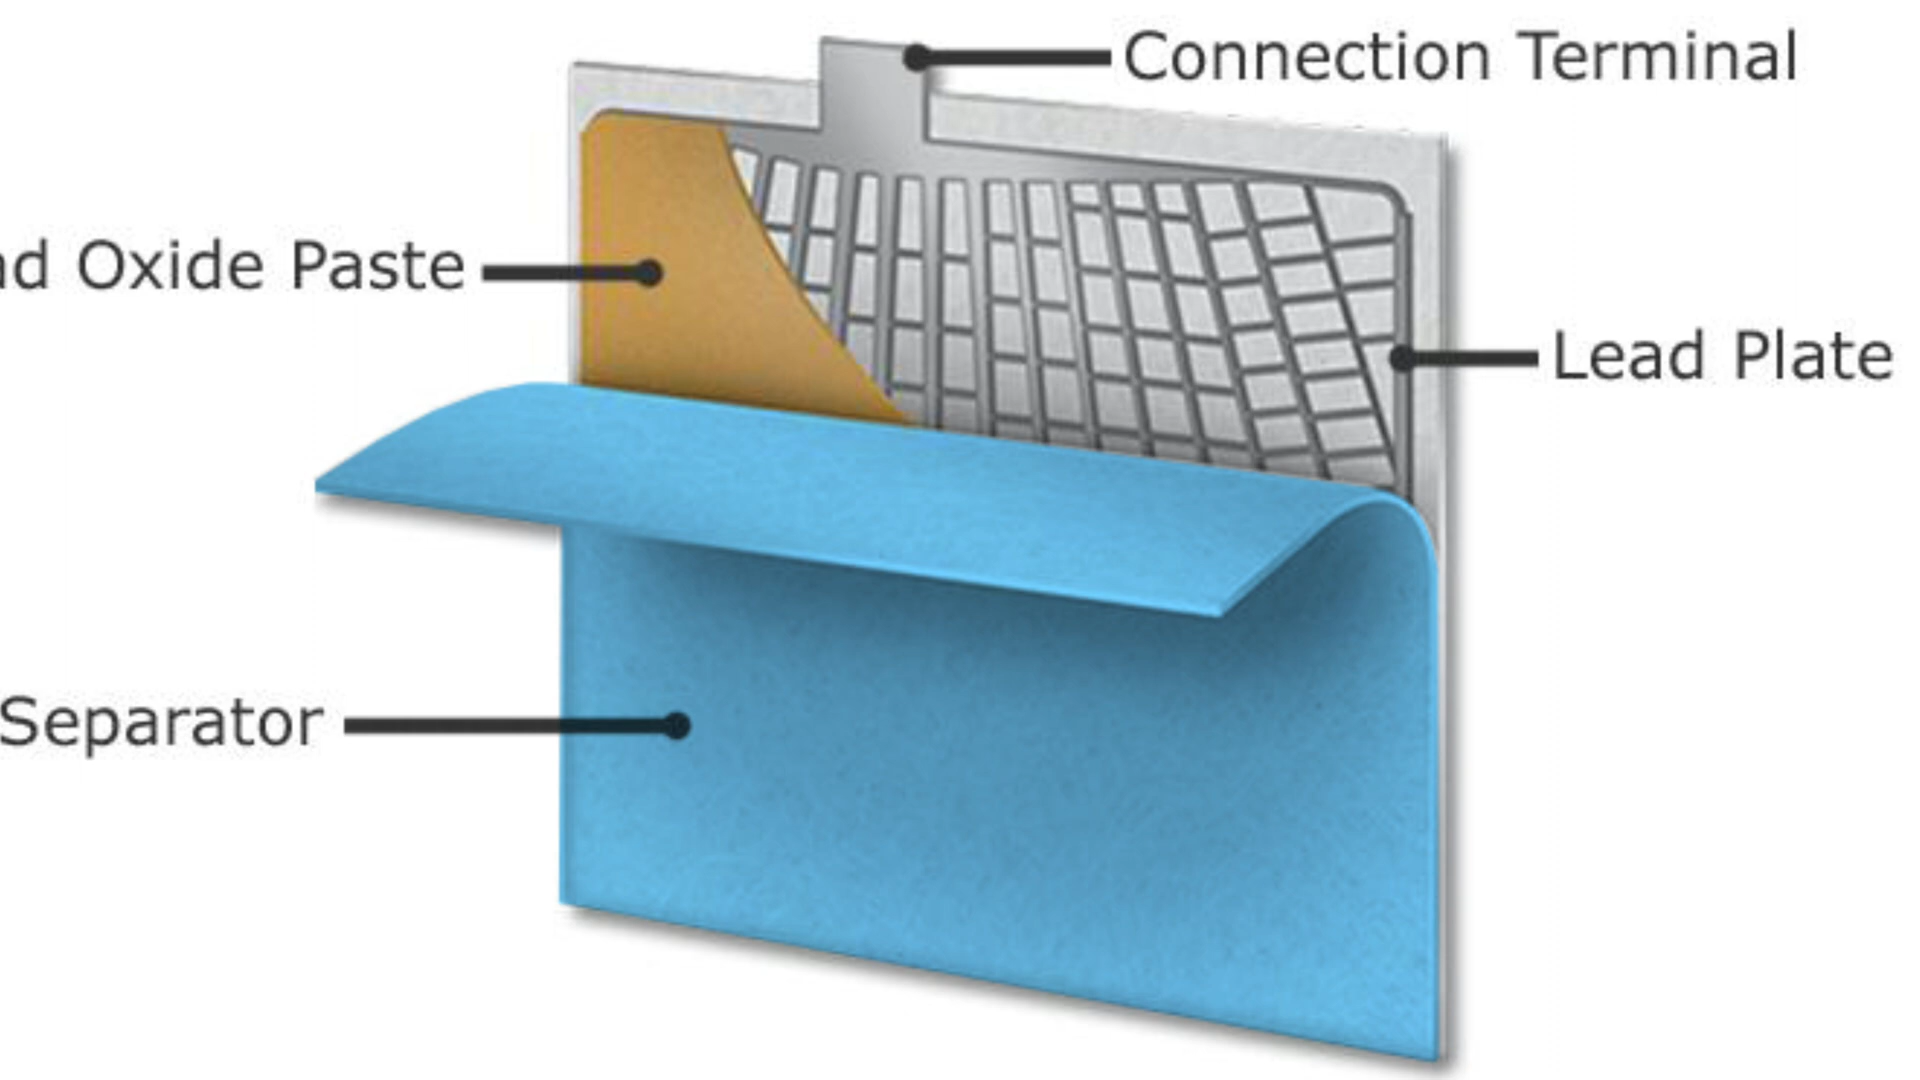 Connection Terminal
Oxide Paste
Lead Plate
Separator